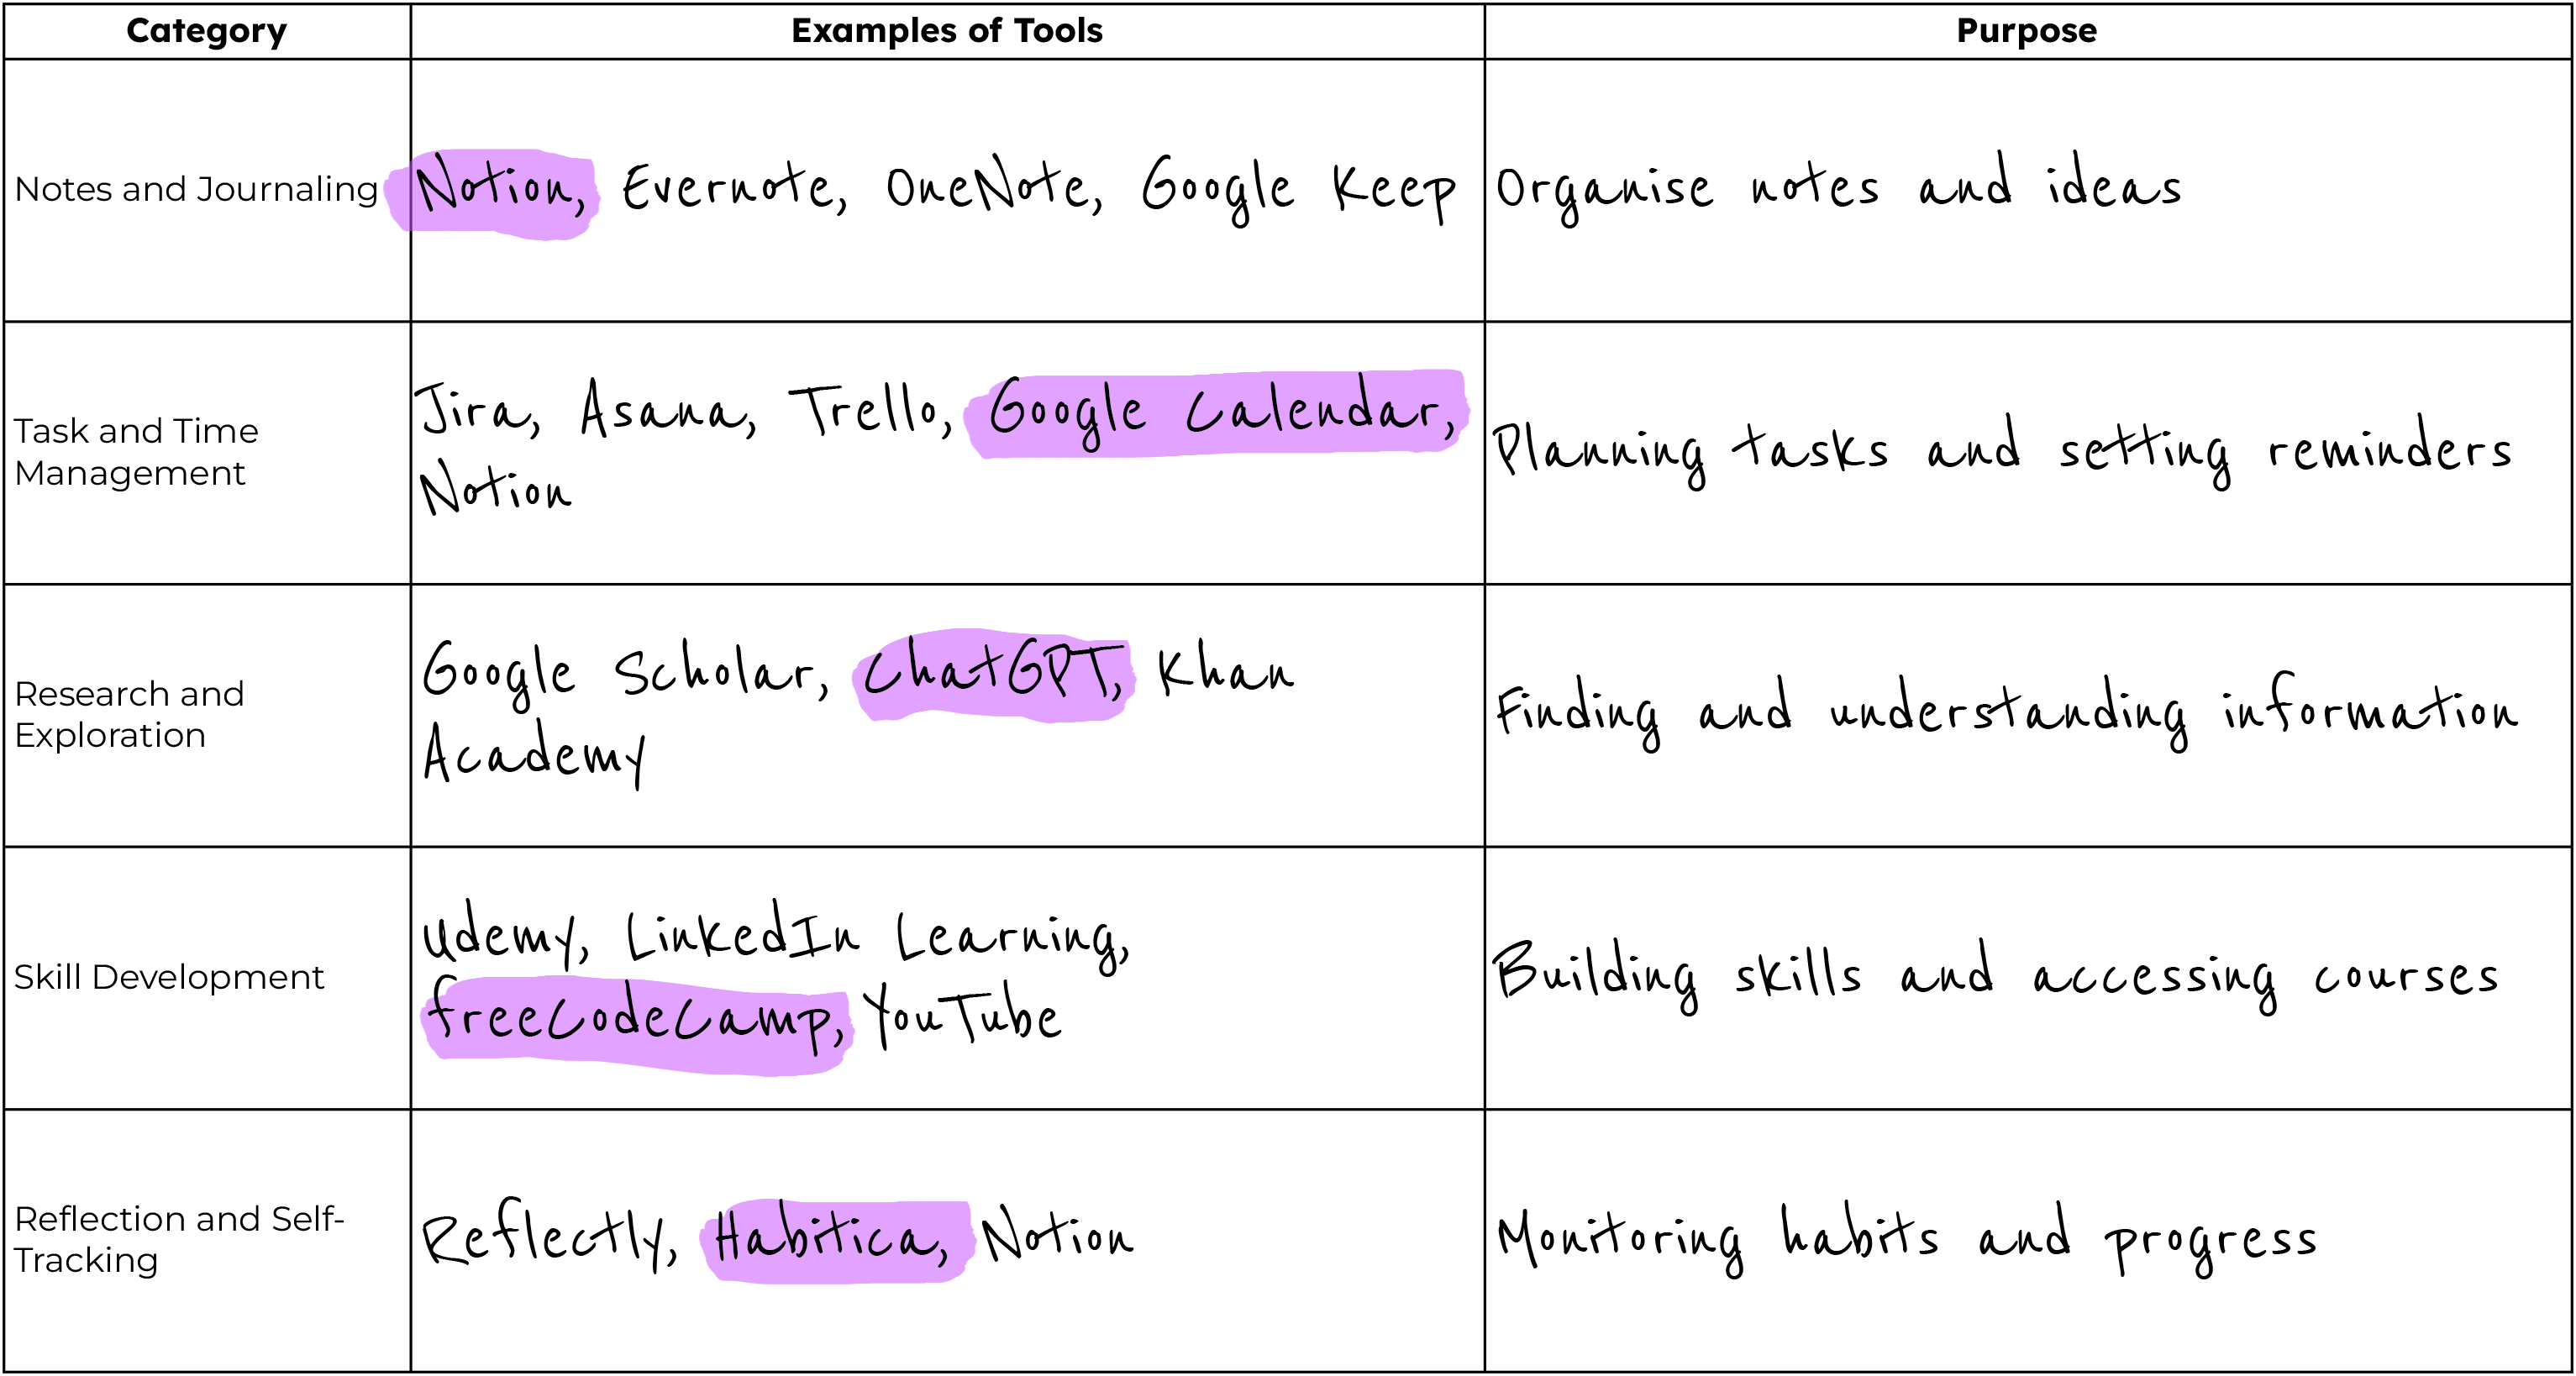 Category Examples of Tools Purpose
Notes and Journaling Notion, Evernote, OneNote, Google Keep Organise notes and ideas
Task and Time
Management
Jira, Asana, Trello, Google Calendar,
Notion
Planning tasks and setting reminders
Research and
Exploration
Google Scholar, ChatGPT, Khan
Academy
Finding and understanding information
Skill Development
Udemy, LinkedIn Learning,
freeCodeCamp, YouTube
Building skills and accessing courses
Reflection and Self-
Tracking
Reflectly, Habitica, Notion
Monitoring habits and progress